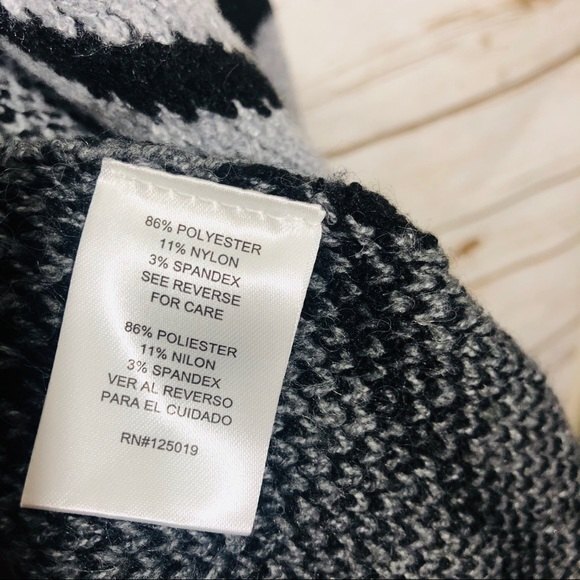 86% POLYESTER
11% NYLON
3% SPANDEX
SEE REVERSE
FOR CARE
86% POLIESTER
11% NILON
3% SPANDEX
VER AL REVERSO
PARA EL CUIDADO
RN#125019